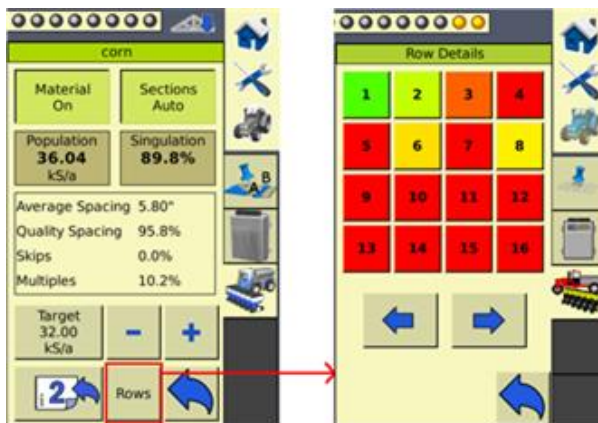 corn
Material
On
Sections
Auto
Population
36.04
kS/a
Singulation
89.8%
Average Spacing 5.80"
Quality Spacing 95.8%
Skips 0.0%
Multiples 10.2%
Target
32.00
kS/a
- +
2
Rows
A B
Row Details
1 2 3 4
5 6 7 8
9 10 11 12
13 14 15 16